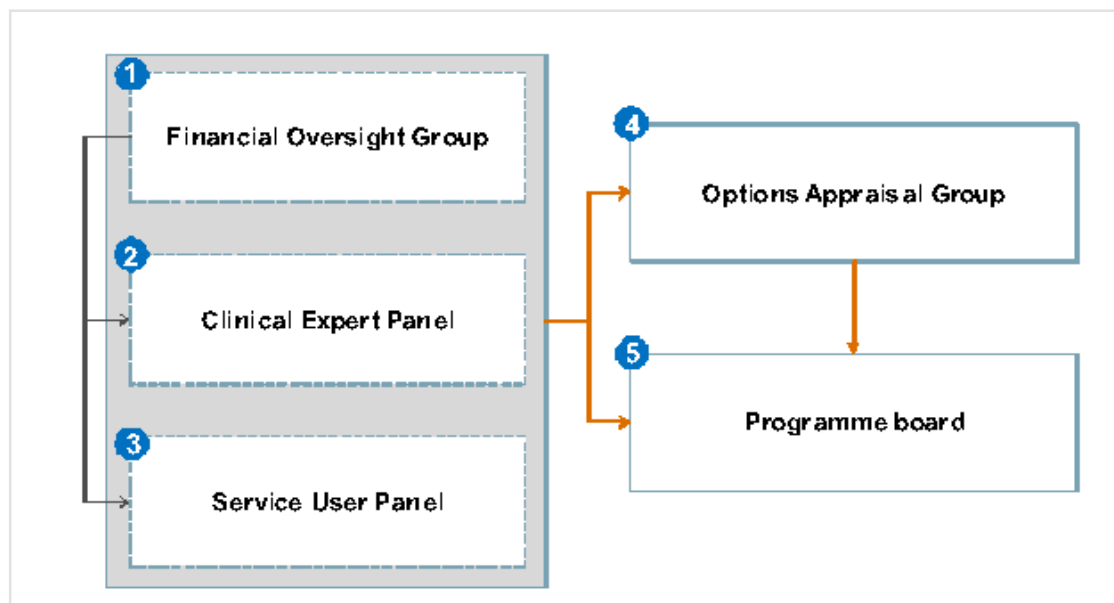 1
Financial Oversight Group
2
Clinical Expert Panel
3
Service User Panel
4
Options Appraisal Group
5
Programme board